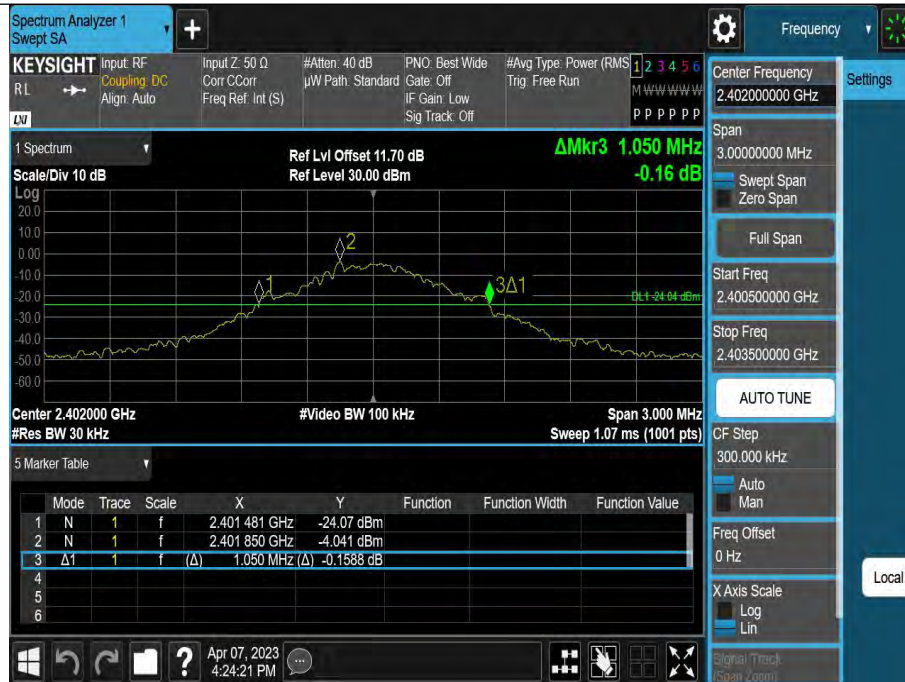 Spectrum Analyzer 1
Swept SA
+
Frequency
KEYSIGHT Input: RF Input Z: 50 Ω #Atten: 40 dB PNO: Best Wide #Avg Type: Power (RMS 1 2 3 4 5 6
RL Coupling: DC Corr CCorr µW Path: Standard Gate: Off Trig: Free Run M W W W W W
Align: Auto Freq Ref: Int (S) IF Gain: Low
LXI Sig Track: Off P P P P P P
1 Spectrum Ref Lvl Offset 11.70 dB ΔMkr3 1.050 MHz
Scale/Div 10 dB Ref Level 30.00 dBm -0.16 dB
Log
20.0
10.0
0.00
-10.0
-20.0
-30.0
-40.0
-50.0
-60.0
2
1
3Δ1
DL1 -24.04 dBm
Center 2.402000 GHz #Video BW 100 kHz Span 3.000 MHz
#Res BW 30 kHz Sweep 1.07 ms (1001 pts)
5 Marker Table
Mode Trace Scale X Y Function Function Width Function Value
1 N 1 f 2.401 481 GHz -24.07 dBm
2 N 1 f 2.401 850 GHz -4.041 dBm
3 Δ1 1 f (Δ) 1.050 MHz (Δ) -0.1588 dB
4
5
6
Apr 07, 2023
4:24:21 PM
?
Center Frequency
2.402000000 GHz
Settings
Span
3.00000000 MHz
Swept Span
Zero Span
Full Span
Start Freq
2.400500000 GHz
Stop Freq
2.403500000 GHz
AUTO TUNE
CF Step
300.000 kHz
Auto
Man
Freq Offset
0 Hz
Local
X Axis Scale
Log
Lin
Signal Track
(Span Zoom)